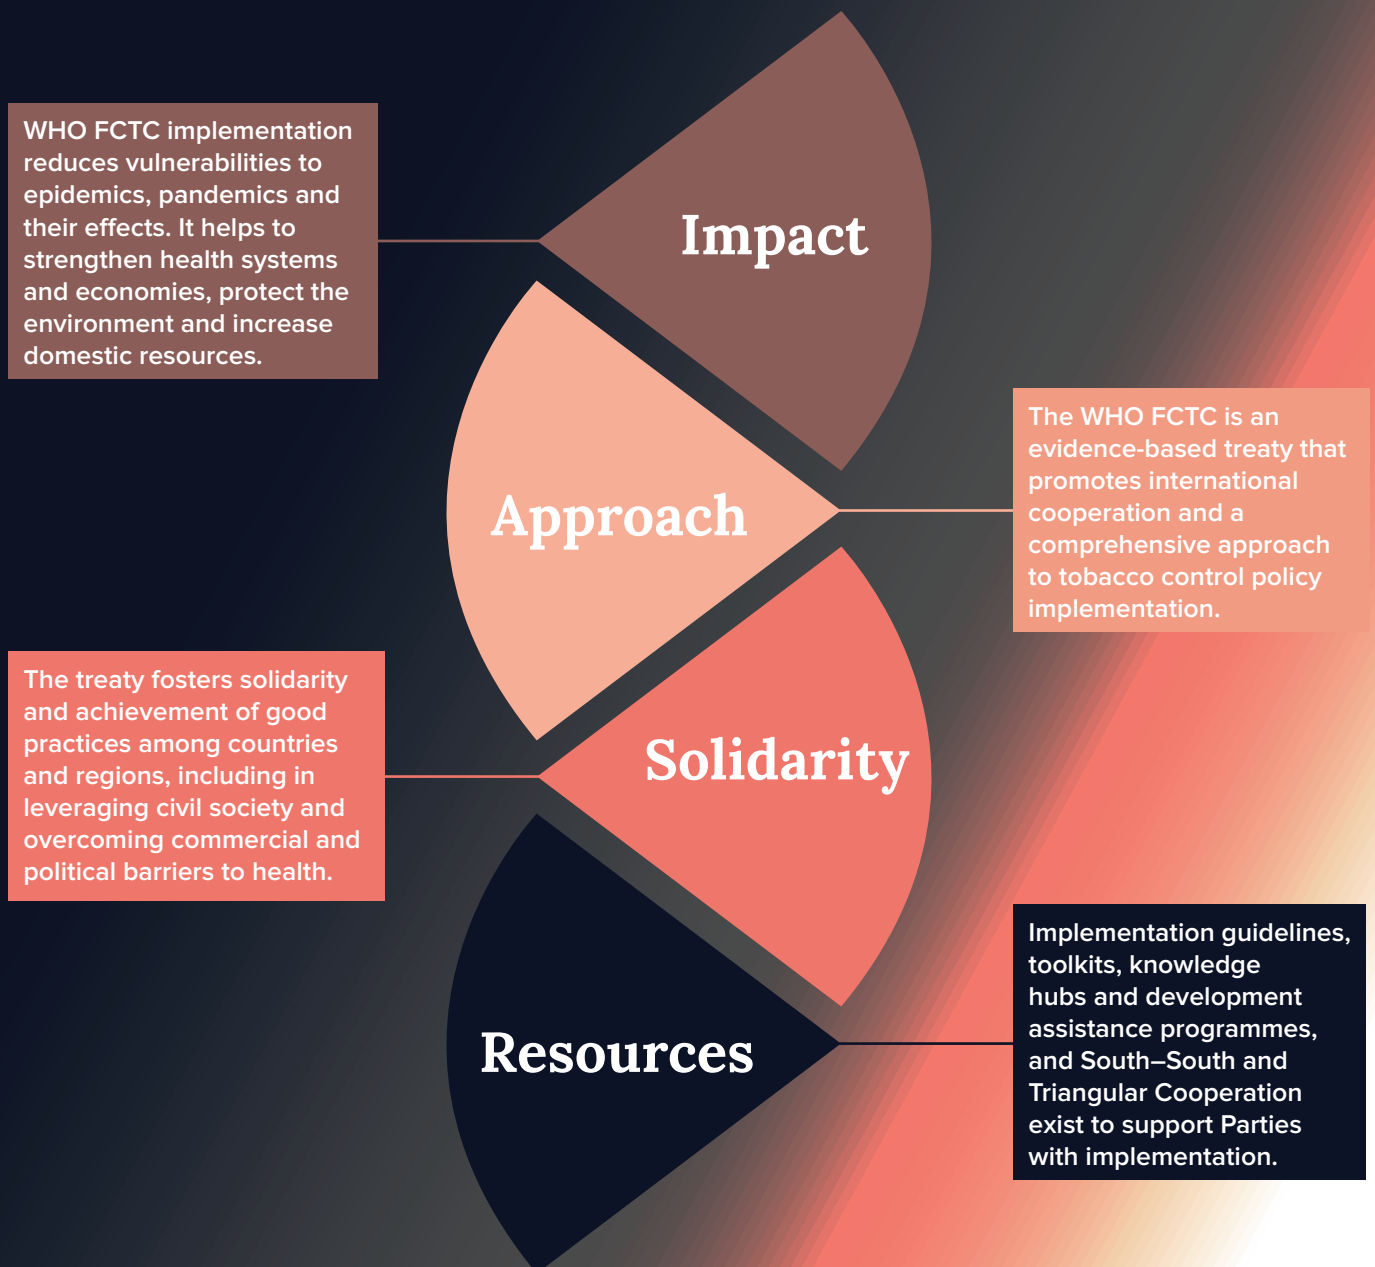 WHO FCTC implementation
reduces vulnerabilities to
epidemics, pandemics and
their effects. It helps to
strengthen health systems
and economies, protect the
environment and increase
domestic resources.
Impact
Approach
The WHO FCTC is an
evidence-based treaty that
promotes international
cooperation and a
comprehensive approach
to tobacco control policy
implementation.
The treaty fosters solidarity
and achievement of good
practices among countries
and regions, including in
leveraging civil society and
overcoming commercial and
political barriers to health.
Solidarity
Resources
Implementation guidelines,
toolkits, knowledge
hubs and development
assistance programmes,
and South–South and
Triangular Cooperation
exist to support Parties
with implementation.